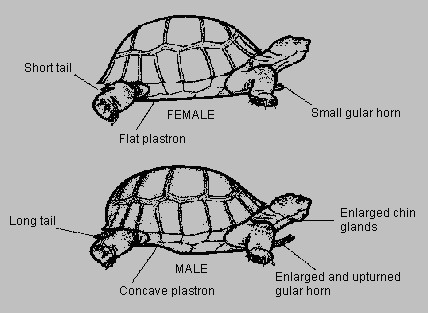 Short tail
FEMALE
Small gular horn
Flat plastron
Long tail
Enlarged chin
glands
MALE
Enlarged and upturned
gular horn
Concave plastron